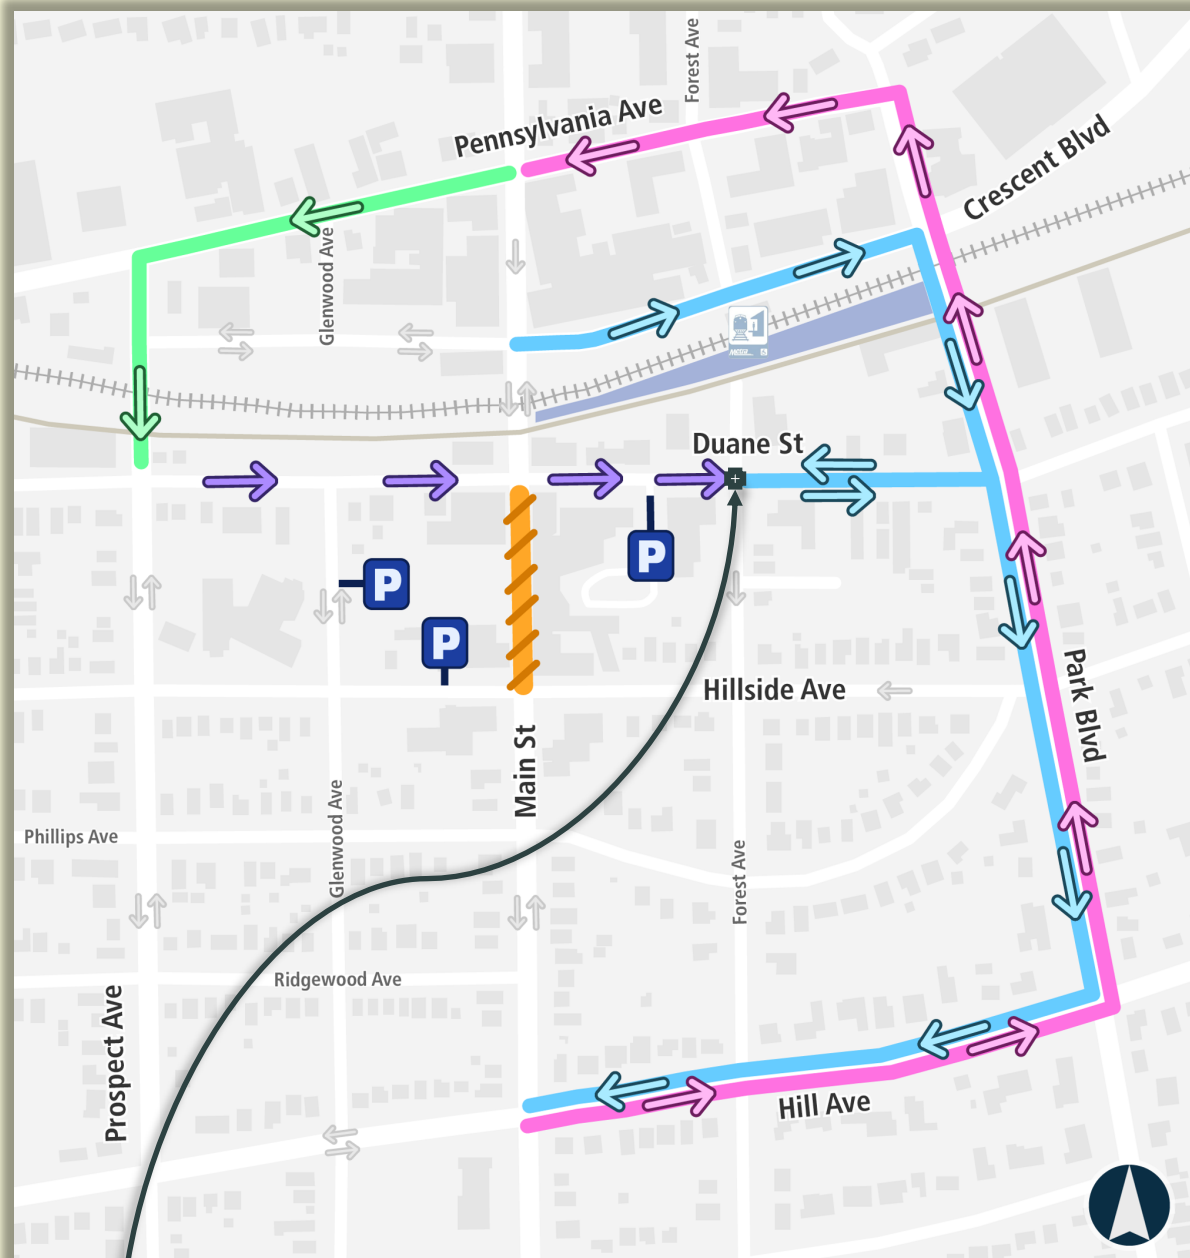 Forest Ave
Pennsylvania Ave
Crescent Blvd
Glenwood Ave
Duane St
P
P
P
Hillside Ave
Park Blvd
Main St
Phillips Ave
Glenwood Ave
Forest Ave
Ridgewood Ave
Prospect Ave
Hill Ave